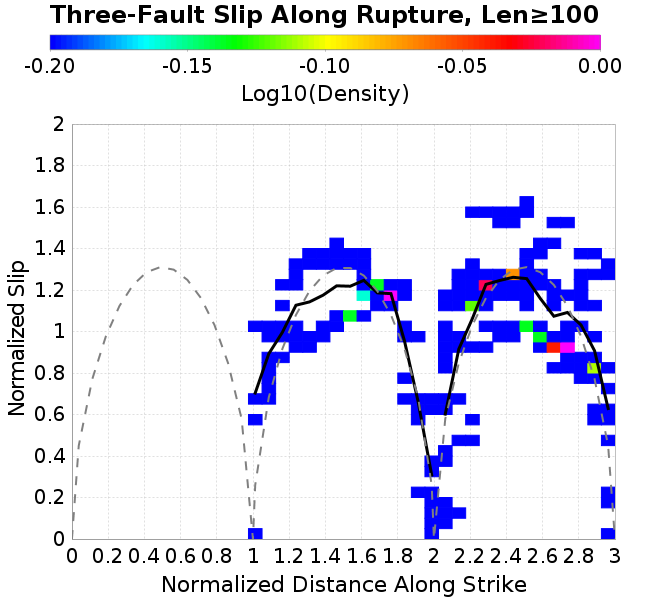 Three-Fault Slip Along Rupture, Len≥100
-0.20 -0.15 -0.10 -0.05 0.00
Log10(Density)
2
1.8
1.6
1.4
1.2
1
0.8
0.6
0.4
0.2
0
Normalized Slip
0 0.2 0.4 0.6 0.8 1 1.2 1.4 1.6 1.8 2 2.2 2.4 2.6 2.8 3
Normalized Distance Along Strike